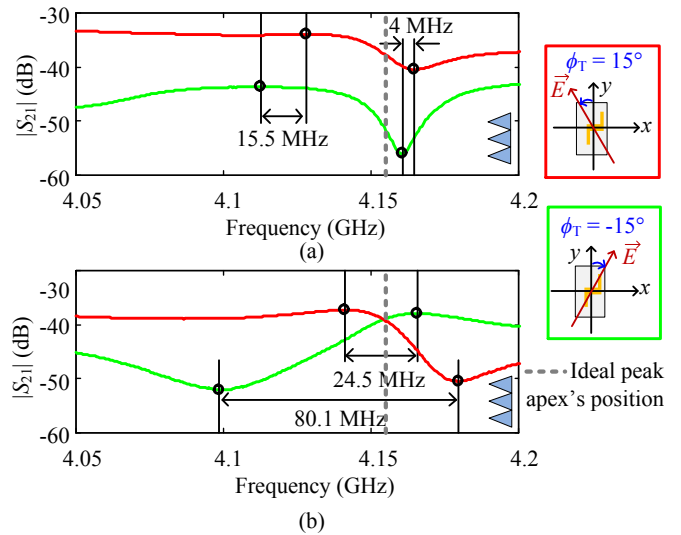 -30
-40
-50
-60
|S₂₁| (dB)
4 MHz
15.5 MHz
4.05
4.1
4.15
4.2
Frequency (GHz)
(a)
ϕT = 15°
E
y
x
ϕT = -15°
y
E
x
-30
-40
-50
-60
|S₂₁| (dB)
24.5 MHz
80.1 MHz
4.05
4.1
4.15
4.2
Frequency (GHz)
(b)
Ideal peak
apex's position